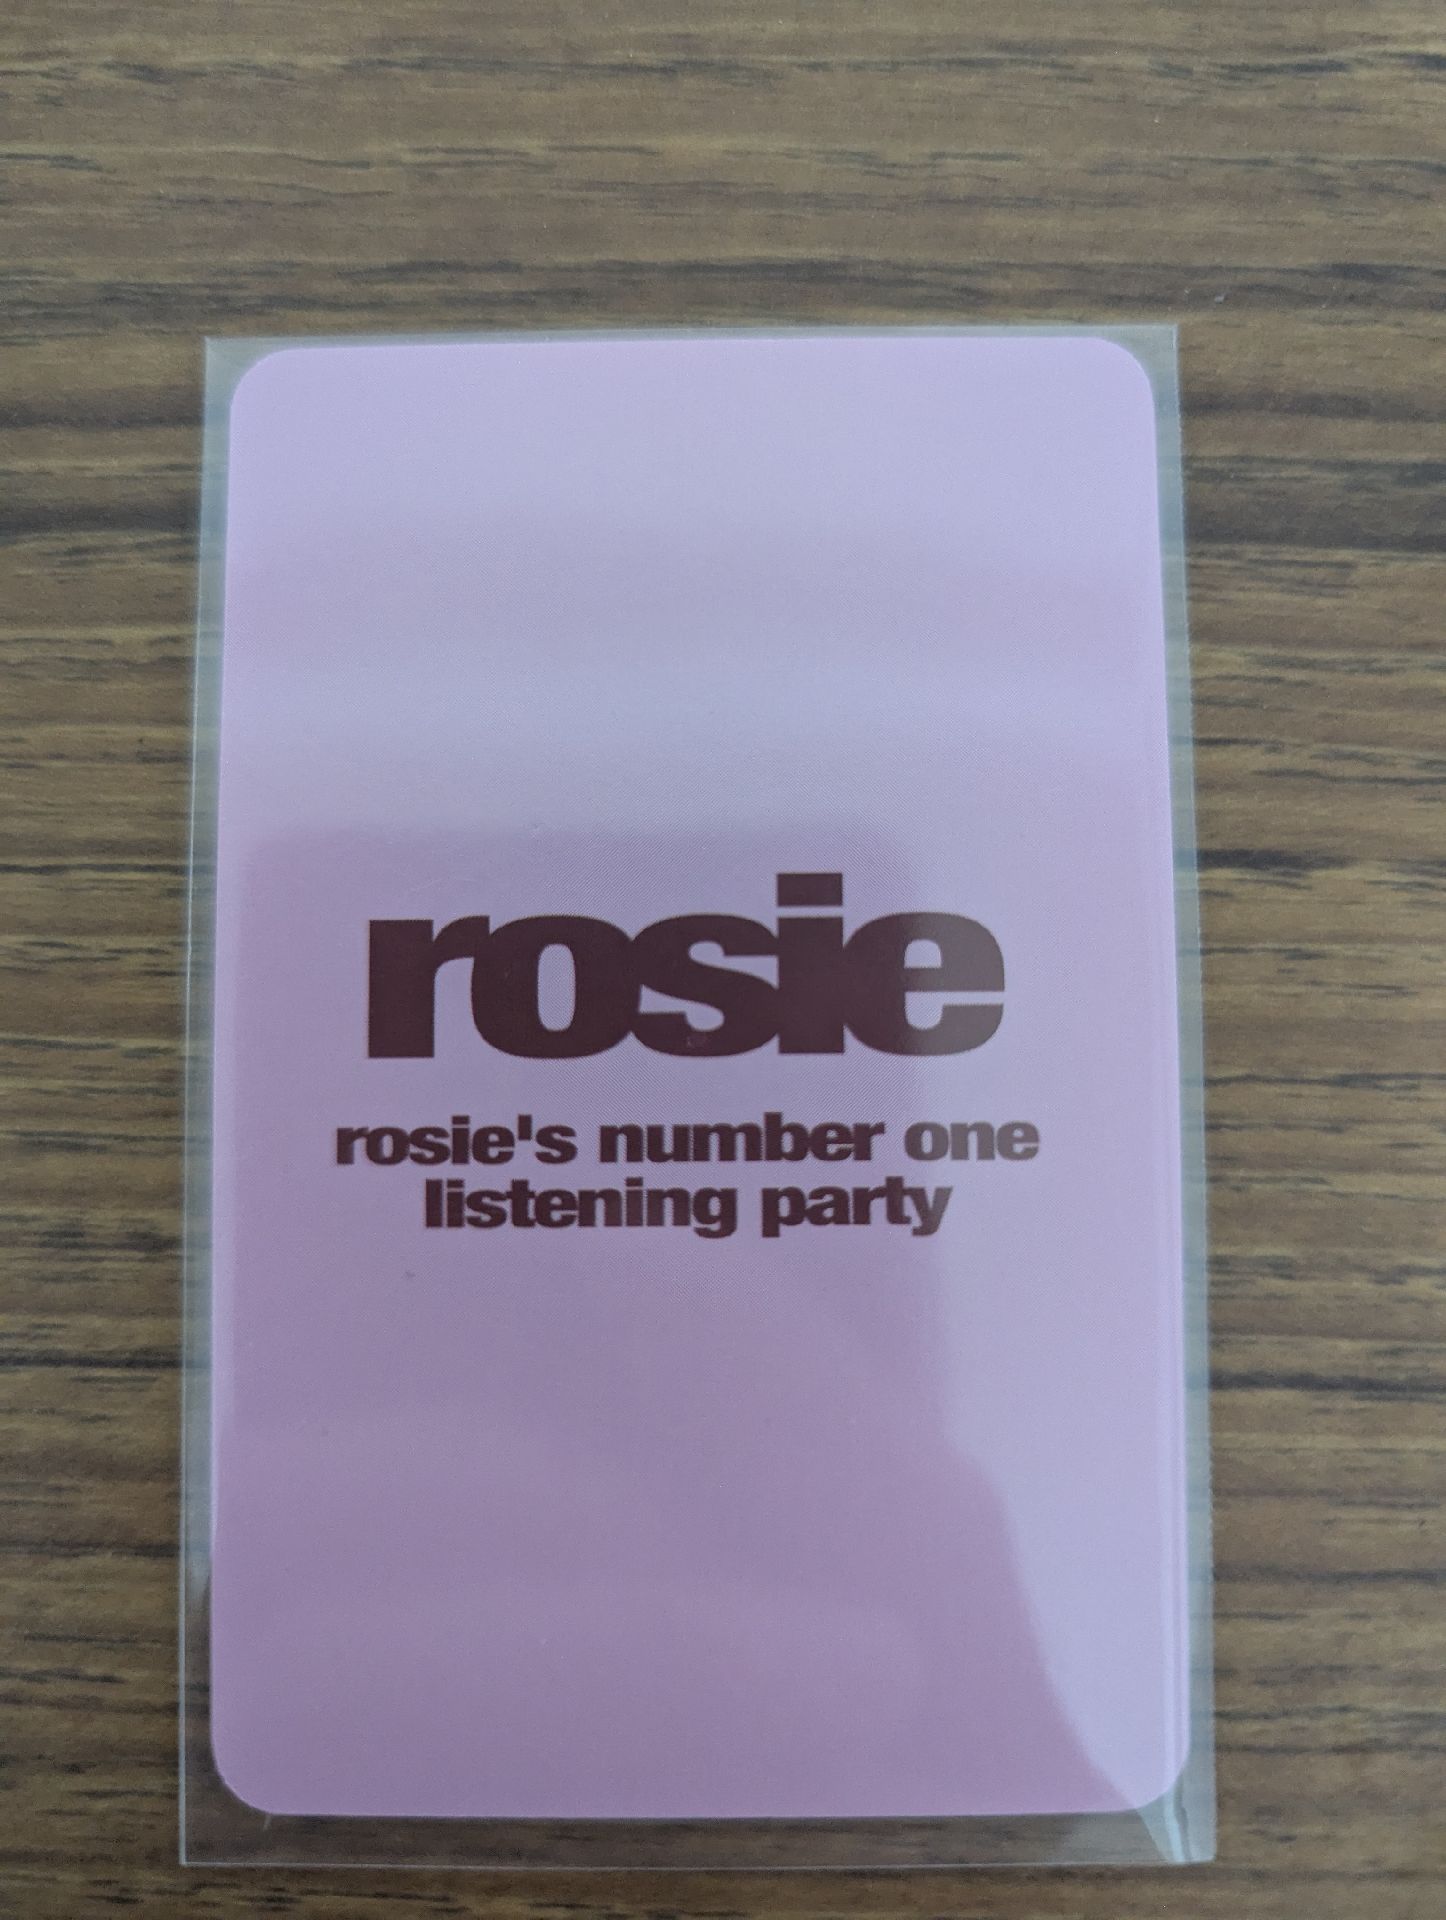 rosie
rosie's number one
listening party